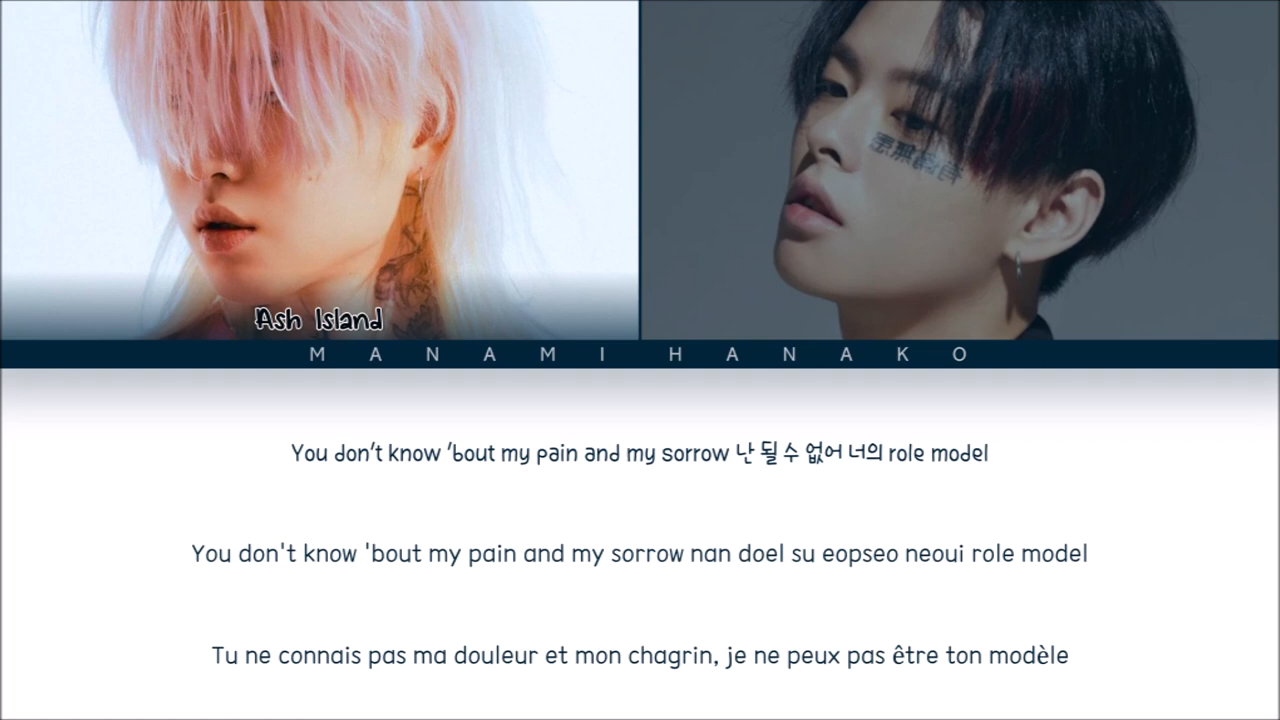 Ash Island
MANAMI HANAKO
You don't know 'bout my pain and my sorrow 난 될 수 없어 너의 role model
You don't know 'bout my pain and my sorrow nan doel su eopseo neoui role model
Tu ne connais pas ma douleur et mon chagrin, je ne peux pas être ton modèle